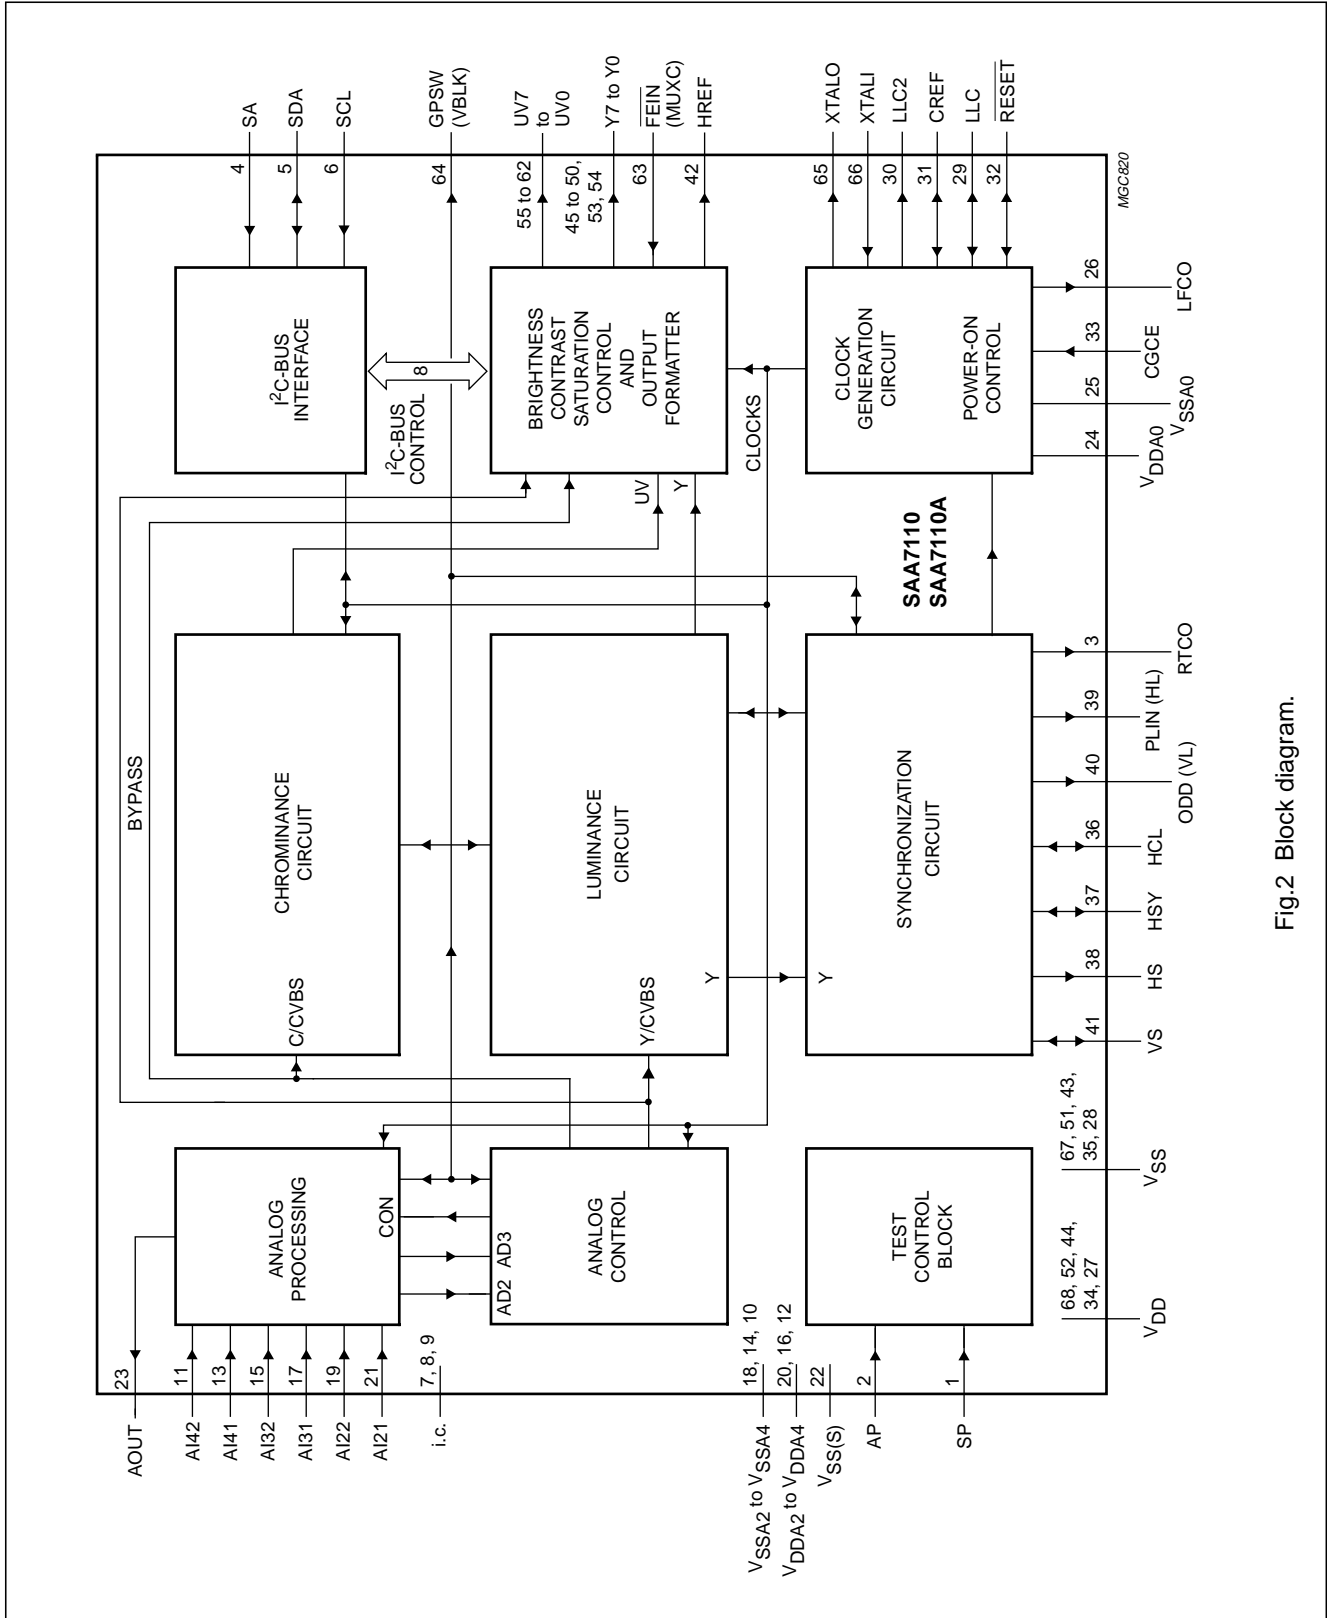 SA
SDA
SCL
GPSW
(VBLK)
UV7
to
UV0
Y7 to Y0
FEIN
(MUXC)
HREF
XTALO
XTALI
LLC2
CREF
LLC
RESET
4
5
6
64
55 to 62
45 to 50,
53, 54
63
42
65
66
30
31
29
32
MGC820
I2C-BUS
INTERFACE
8
I2C-BUS
CONTROL
BRIGHTNESS
CONTRAST
SATURATION
CONTROL
AND
OUTPUT
FORMATTER
UV
Y
CLOCKS
CLOCK
GENERATION
CIRCUIT
POWER-ON
CONTROL
26
LFCO
33
CGCE
25
VSSA0
24
VDDA0
SAA7110
SAA7110A
BYPASS
CHROMINANCE
CIRCUIT
C/CVBS
LUMINANCE
CIRCUIT
Y/CVBS
Y
Y
SYNCHRONIZATION
CIRCUIT
3
RTCO
39
PLIN (HL)
40
ODD (VL)
36
HCL
37
HSY
38
HS
41
VS
ANALOG
PROCESSING
CON
AD2
AD3
ANALOG
CONTROL
TEST
CONTROL
BLOCK
67, 51, 43,
35, 28
VSS
68, 52, 44,
34, 27
VDD
23
11
13
15
17
19
21
7, 8, 9
18, 14, 10
20, 16, 12
22
2
1
AOUT
AI42
AI41
AI32
AI31
AI22
AI21
i.c.
VSSA2 to VSSA4
VDDA2 to VDDA4
VSS(S)
AP
SP
Fig.2 Block diagram.